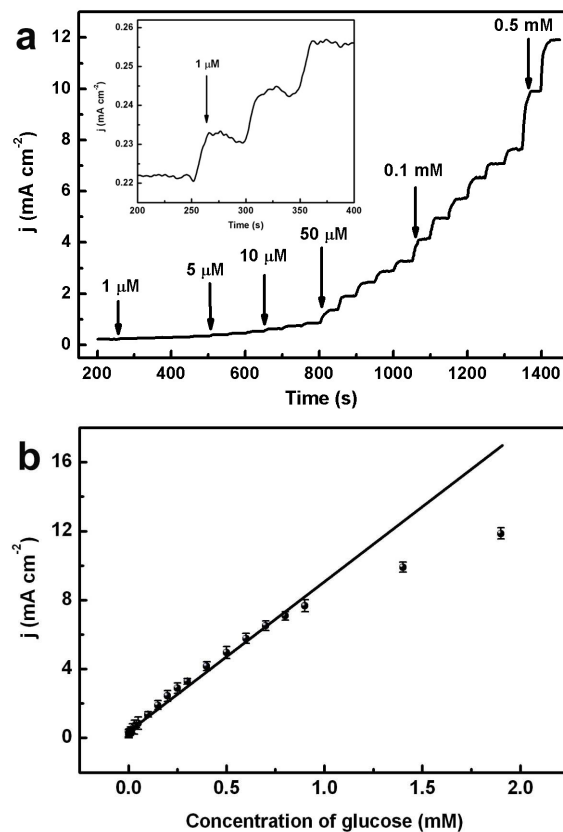 a
j (mA cm⁻²)
12
10
8
6
4
2
0
200 400 600 800 1000 1200 1400
Time (s)
1 μM
5 μM
10 μM
50 μM
0.1 mM
0.5 mM
j (mA cm⁻²)
0.26
0.25
0.24
0.23
0.22
200 250 300 350 400
Time (s)
1 μM
b
j (mA cm⁻²)
16
12
8
4
0
0.0 0.5 1.0 1.5 2.0
Concentration of glucose (mM)